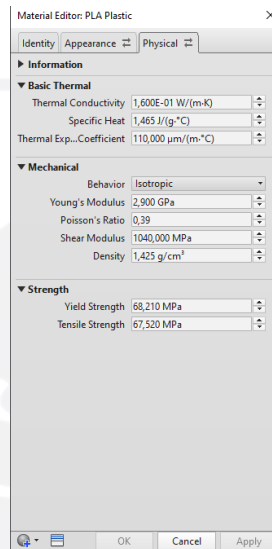 Material Editor: PLA Plastic
Identity Appearance Physical
Information
Basic Thermal
Thermal Conductivity 1,600E-01 W/(m·K)
Specific Heat 1,465 J/(g·°C)
Thermal Exp...Coefficient 110,000 µm/(m·°C)
Mechanical
Behavior Isotropic
Young's Modulus 2,900 GPa
Poisson's Ratio 0,39
Shear Modulus 1040,000 MPa
Density 1,425 g/cm³
Strength
Yield Strength 68,210 MPa
Tensile Strength 67,520 MPa
OK Cancel Apply